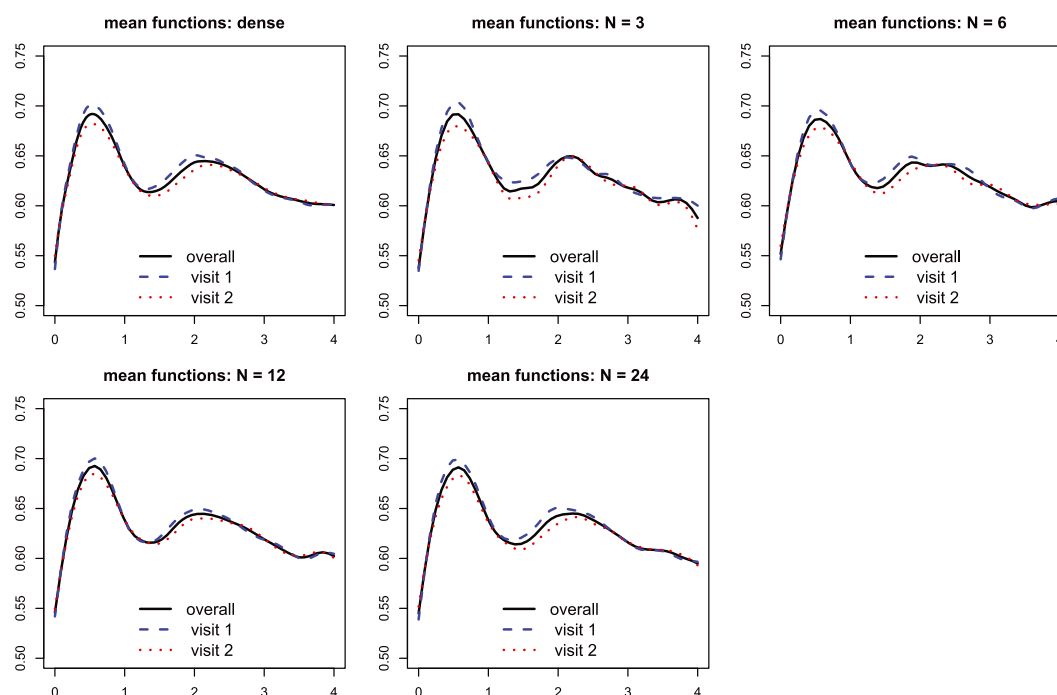 mean functions: dense
0.75
0.70
0.65
0.60
0.55
0.50
overall
visit 1
visit 2
0 1 2 3 4
mean functions: N = 3
0.75
0.70
0.65
0.60
0.55
0.50
overall
visit 1
visit 2
0 1 2 3 4
mean functions: N = 6
0.75
0.70
0.65
0.60
0.55
0.50
overall
visit 1
visit 2
0 1 2 3 4
mean functions: N = 12
0.75
0.70
0.65
0.60
0.55
0.50
overall
visit 1
visit 2
0 1 2 3 4
mean functions: N = 24
0.75
0.70
0.65
0.60
0.55
0.50
overall
visit 1
visit 2
0 1 2 3 4